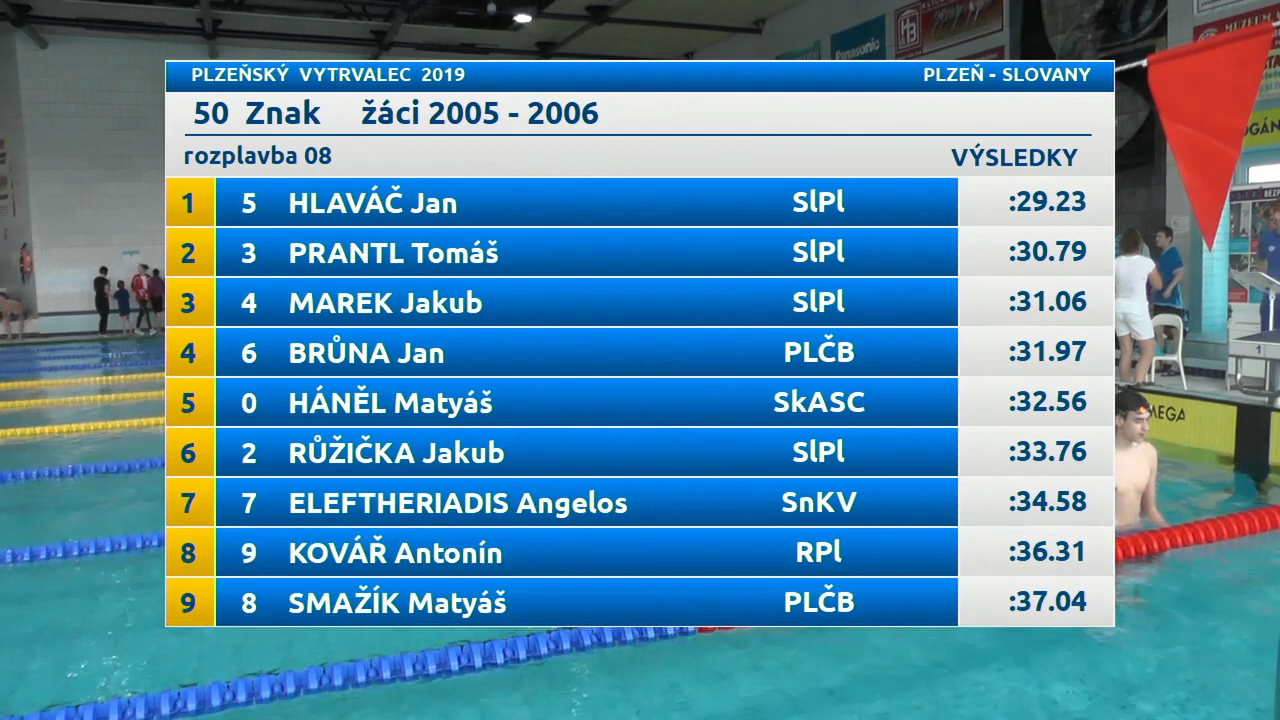 Panasonic
PLZEŇSKÝ VYTRVALEC 2019 PLZEŇ - SLOVANY
50 Znak žáci 2005 - 2006
rozplavba 08 VÝSLEDKY
1 5 HLAVÁČ Jan SlPl :29.23
2 3 PRANTL Tomáš SlPl :30.79
3 4 MAREK Jakub SlPl :31.06
4 6 BRŮNA Jan PLČB :31.97
5 0 HÁNĚL Matyáš SkASC :32.56
6 2 RŮŽIČKA Jakub SlPl :33.76
7 7 ELEFTHERIADIS Angelos SnKV :34.58
8 9 KOVÁŘ Antonín RPl :36.31
9 8 SMAŽÍK Matyáš PLČB :37.04
1